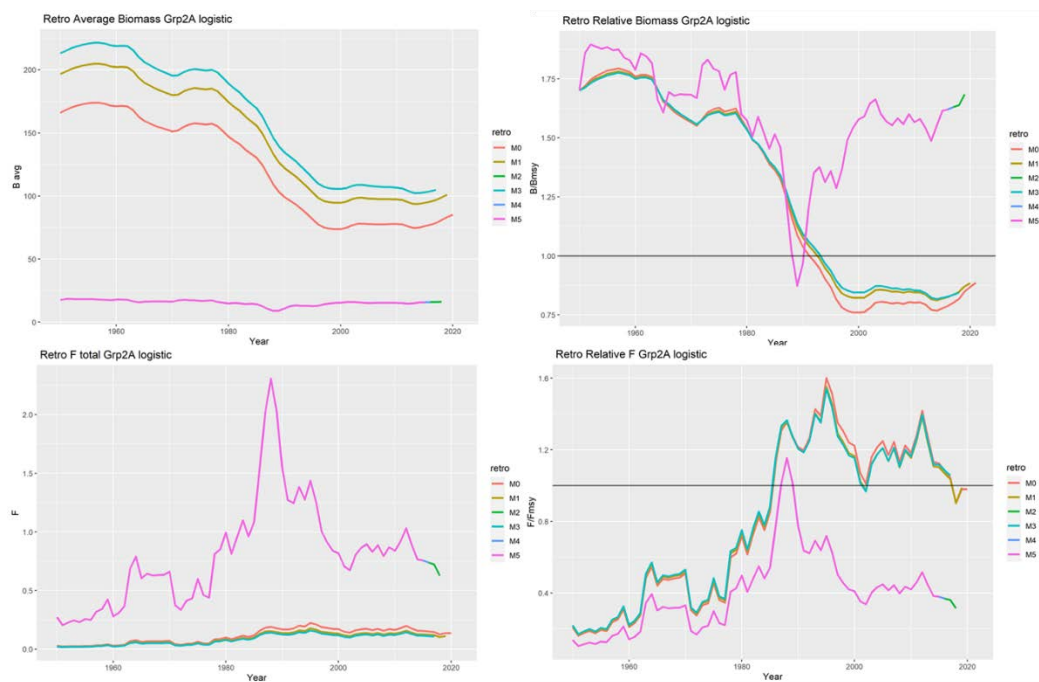 Retro Average Biomass Grp2A logistic
B avg
200
150
100
50
0
1960
1980
2000
2020
Year
retro
M0
M1
M2
M3
M4
M5
Retro Relative Biomass Grp2A logistic
B/Bmsy
1.75
1.50
1.25
1.00
0.75
1960
1980
2000
2020
Year
retro
M0
M1
M2
M3
M4
M5
Retro F total Grp2A logistic
F
2.0
1.5
1.0
0.5
0.0
1960
1980
2000
2020
Year
retro
M0
M1
M2
M3
M4
M5
Retro Relative F Grp2A logistic
F/Fmsy
1.6
1.2
0.8
0.4
1960
1980
2000
2020
Year
retro
M0
M1
M2
M3
M4
M5